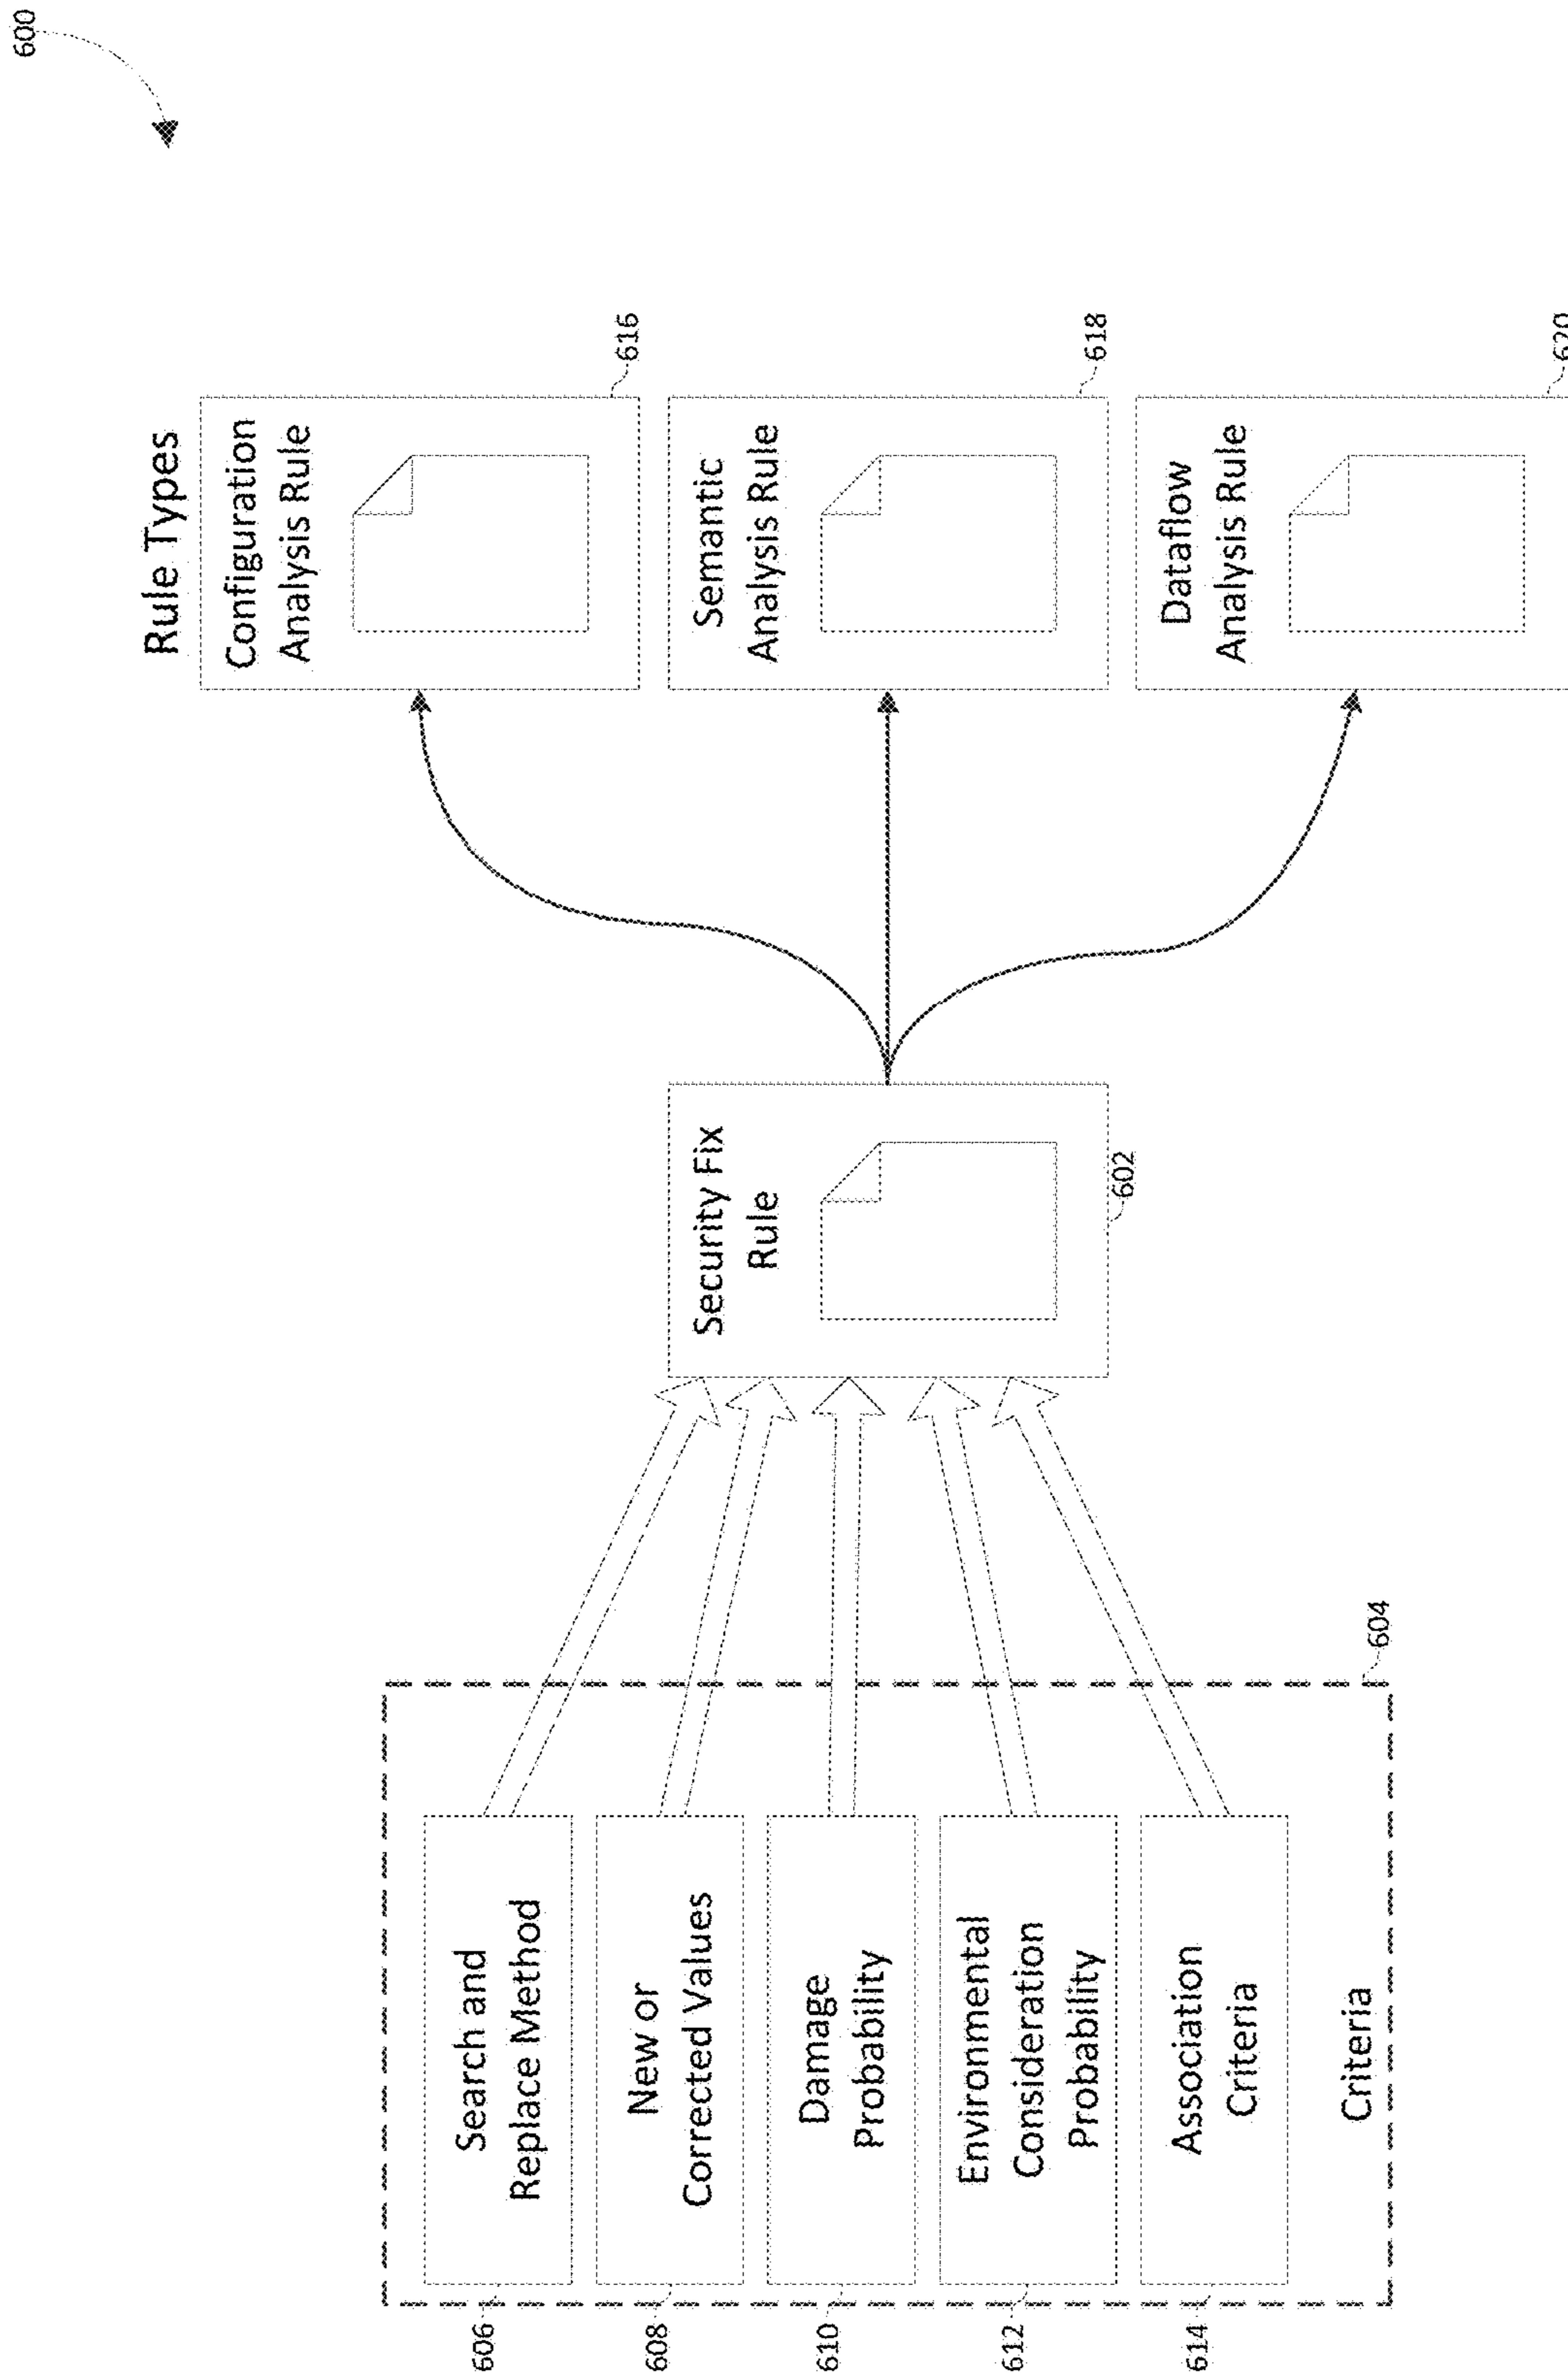 600
Rule Types
Configuration
Analysis Rule
616
Semantic
Analysis Rule
618
Dataflow
Analysis Rule
620
Security Fix
Rule
602
606
Search and
Replace Method
608
New or
Corrected Values
610
Damage
Probability
612
Environmental
Consideration
Probability
614
Association
Criteria
Criteria
604